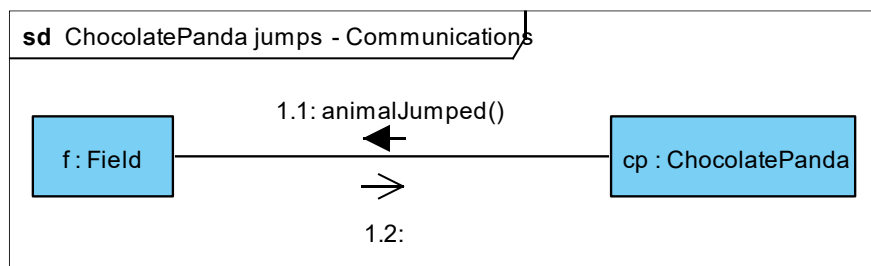 sd ChocolatePanda jumps - Communications
1.1: animalJumped()
f : Field
cp : ChocolatePanda
1.2: